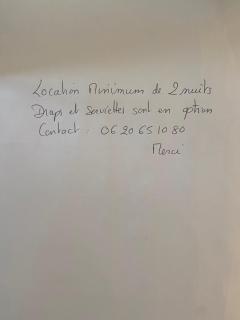 Location Minimum de 2 nuits
Draps et Serviettes sont en option
Contact : 06 20 65 10 80
Merci